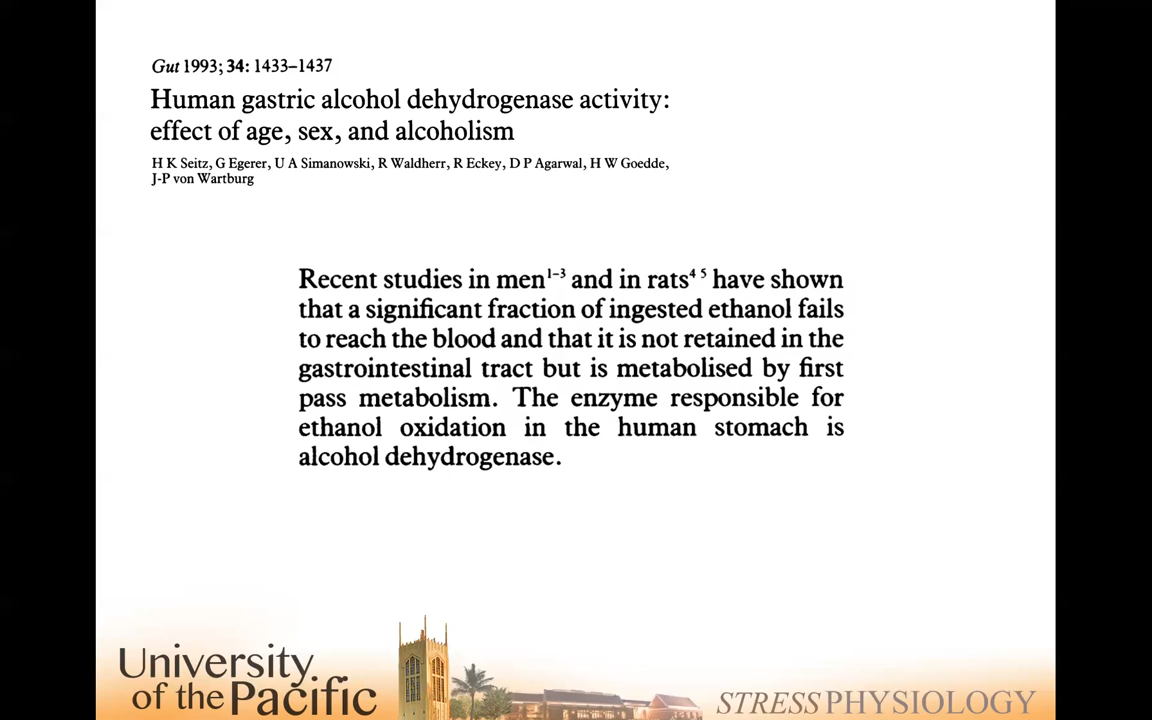 Gut 1993; 34: 1433–1437
Human gastric alcohol dehydrogenase activity:
effect of age, sex, and alcoholism
H K Seitz, G Egerer, U A Simanowski, R Waldherr, R Eckey, D P Agarwal, H W Goedde,
J-P von Wartburg
Recent studies in men¹⁻³ and in rats⁴ ⁵ have shown
that a significant fraction of ingested ethanol fails
to reach the blood and that it is not retained in the
gastrointestinal tract but is metabolised by first
pass metabolism. The enzyme responsible for
ethanol oxidation in the human stomach is
alcohol dehydrogenase.
University
of the Pacific
STRESS PHYSIOLOGY